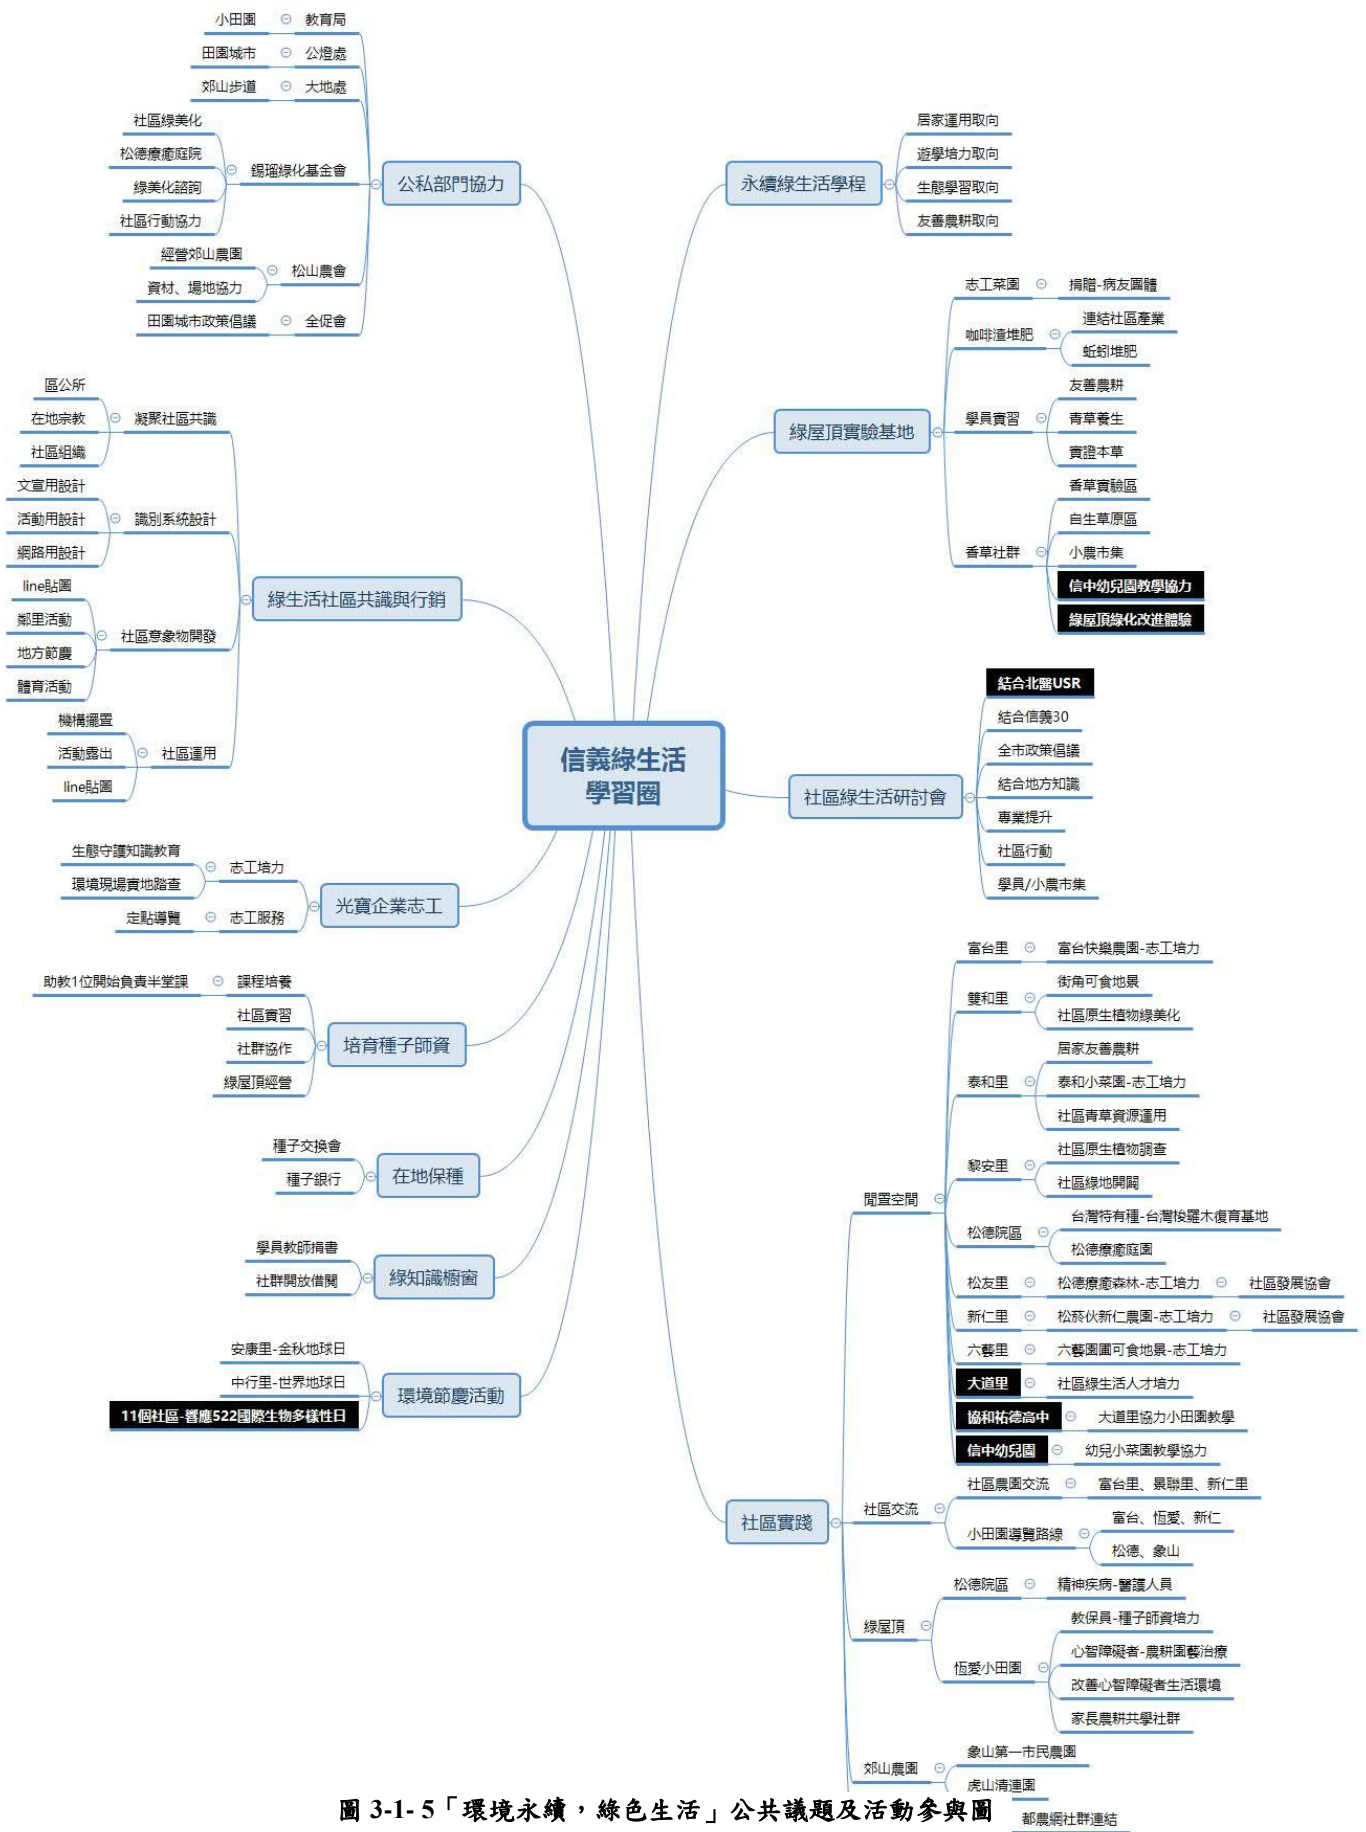 信義綠生活
學習圈
公私部門協力
教育局
小田園
公燈處
田園城市
大地處
郊山步道
錫瑠綠化基金會
社區綠美化
松德療癒庭院
綠美化諮詢
社區行動協力
松山農會
經營郊山農園
資材、場地協力
全促會
田園城市政策倡議
綠生活社區共識與行銷
凝聚社區共識
區公所
在地宗教
社區組織
識別系統設計
文宣用設計
活動用設計
網路用設計
社區意象物開發
line貼圖
鄰里活動
地方節慶
體育活動
社區運用
機構擺置
活動露出
line貼圖
光寶企業志工
志工培力
生態守護知識教育
環境現場實地踏查
志工服務
定點導覽
培育種子師資
課程培養
助教1位開始負責半堂課
社區實習
社群協作
綠屋頂經營
在地保種
種子交換會
種子銀行
綠知識櫥窗
學員教師捐書
社群開放借閱
環境節慶活動
安康里-金秋地球日
中行里-世界地球日
11個社區-響應522國際生物多樣性日
永續綠生活學程
居家運用取向
遊學培力取向
生態學習取向
友善農耕取向
綠屋頂實驗基地
志工菜園
捐贈-病友團體
咖啡渣堆肥
連結社區產業
蚯蚓堆肥
學員實習
友善農耕
青草養生
實證本草
香草社群
香草實驗區
自生草原區
小農市集
信中幼兒園教學協力
綠屋頂綠化改進體驗
社區綠生活研討會
結合北醫USR
結合信義30
全市政策倡議
結合地方知識
專業提升
社區行動
學員/小農市集
社區實踐
閒置空間
富台里
富台快樂農園-志工培力
雙和里
街角可食地景
社區原生植物綠美化
泰和里
居家友善農耕
泰和小菜園-志工培力
社區青草資源運用
黎安里
社區原生植物調查
社區綠地開闢
松德院區
台灣特有種-台灣梭羅木復育基地
松德療癒庭園
松友里
松德療癒森林-志工培力
社區發展協會
新仁里
松菸伙新仁農園-志工培力
社區發展協會
六藝里
六藝園圃可食地景-志工培力
大道里
社區綠生活人才培力
協和祐德高中
大道里協力小田園教學
信中幼兒園
幼兒小菜園教學協力
社區交流
社區農園交流
富台里、景聯里、新仁里
小田園導覽路線
富台、恆愛、新仁
松德、象山
綠屋頂
松德院區
精神疾病-醫護人員
恆愛小田園
教保員-種子師資培力
心智障礙者-農耕園藝治療
改善心智障礙者生活環境
家長農耕共學社群
郊山農園
象山第一市民農園
虎山清連園
都農網社群連結
圖 3-1- 5「環境永續，綠色生活」公共議題及活動參與圖